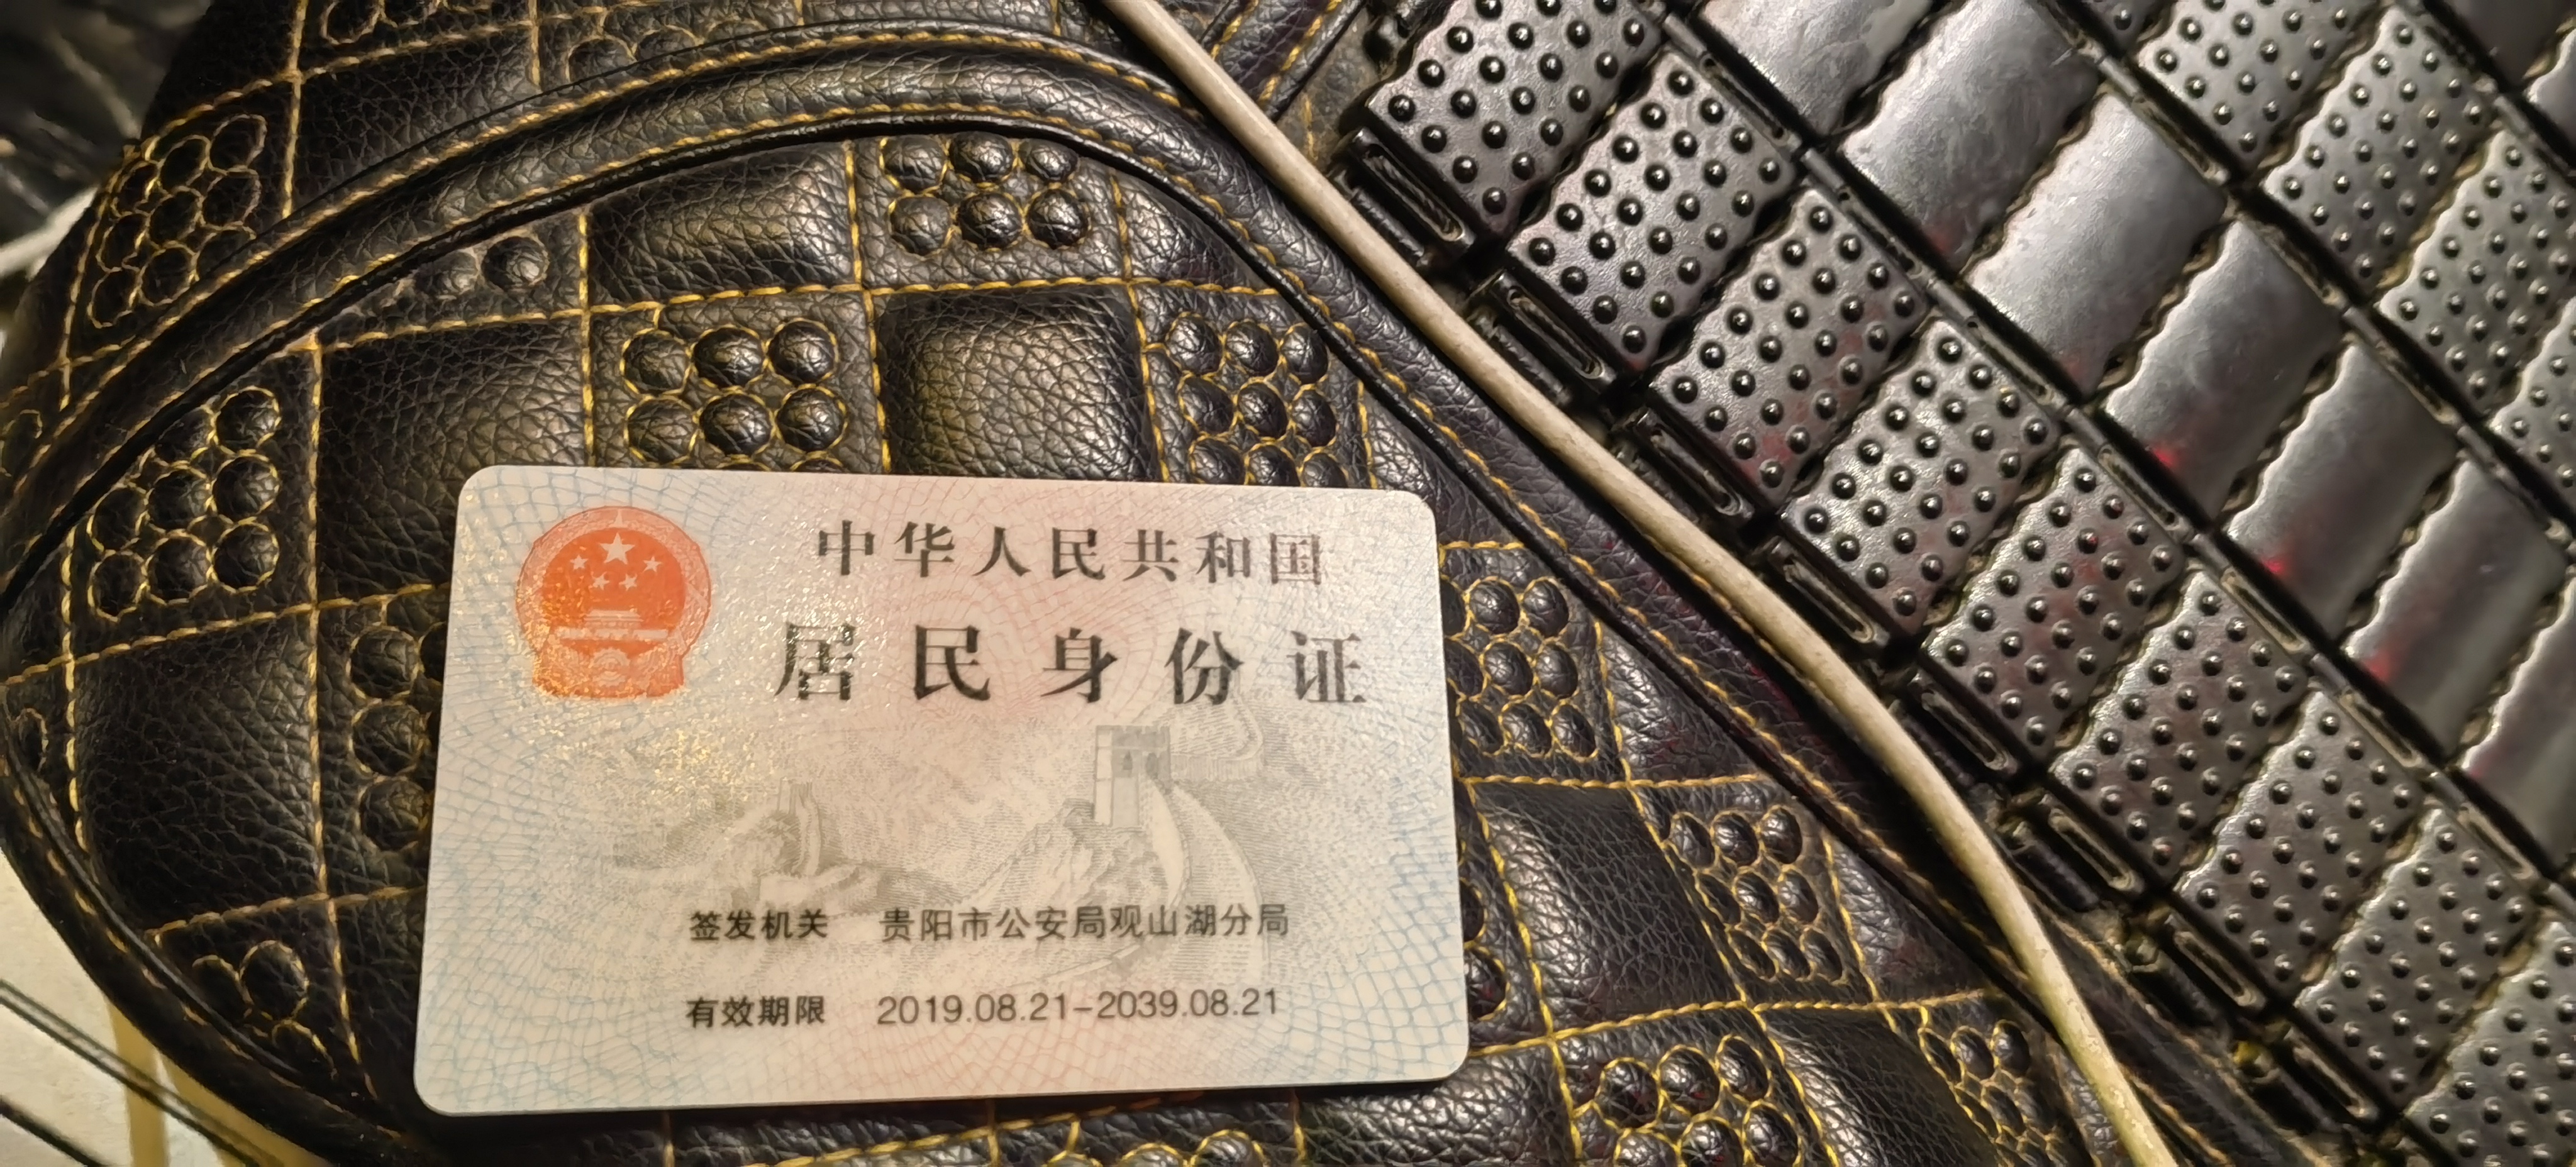 中华人民共和国
居民身份证
签发机关 贵阳市公安局观山湖分局
有效期限 2019.08.21-2039.08.21